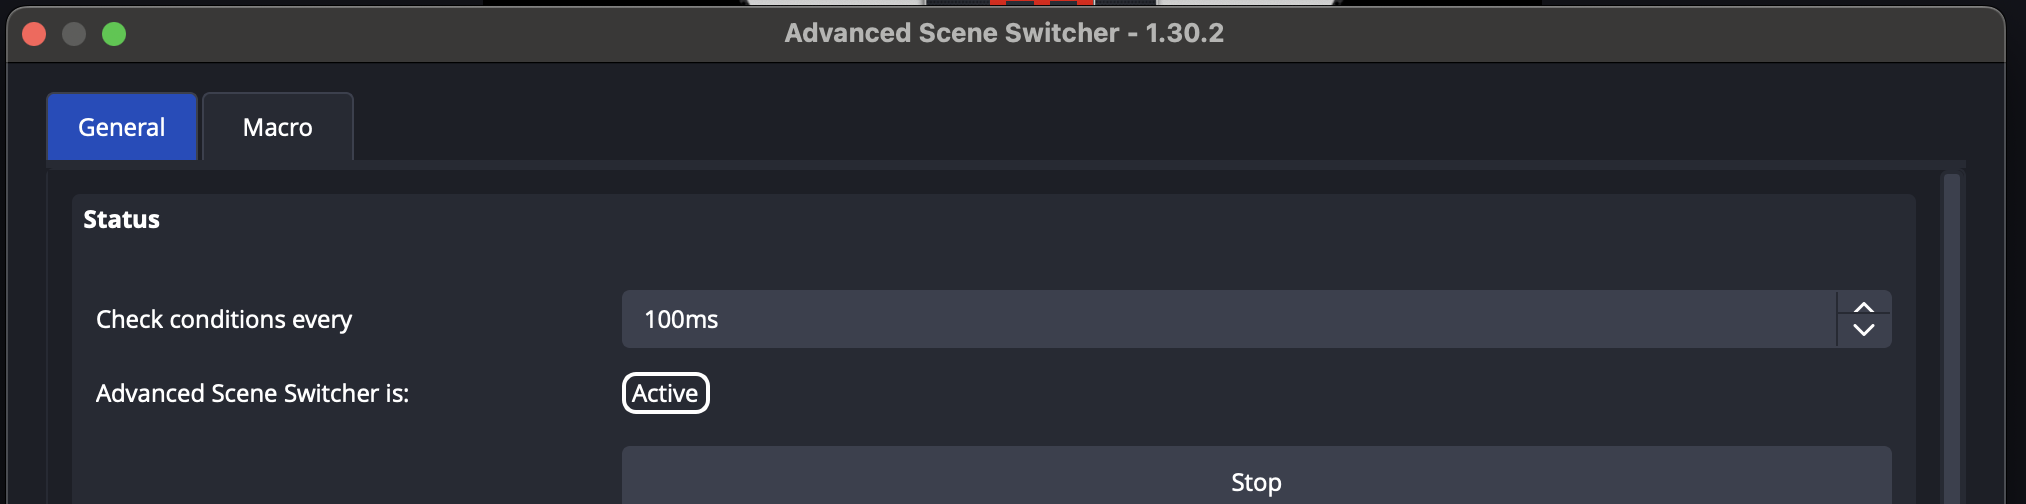 Advanced Scene Switcher - 1.30.2
General Macro
Status
Check conditions every 100ms
Advanced Scene Switcher is: Active
Stop